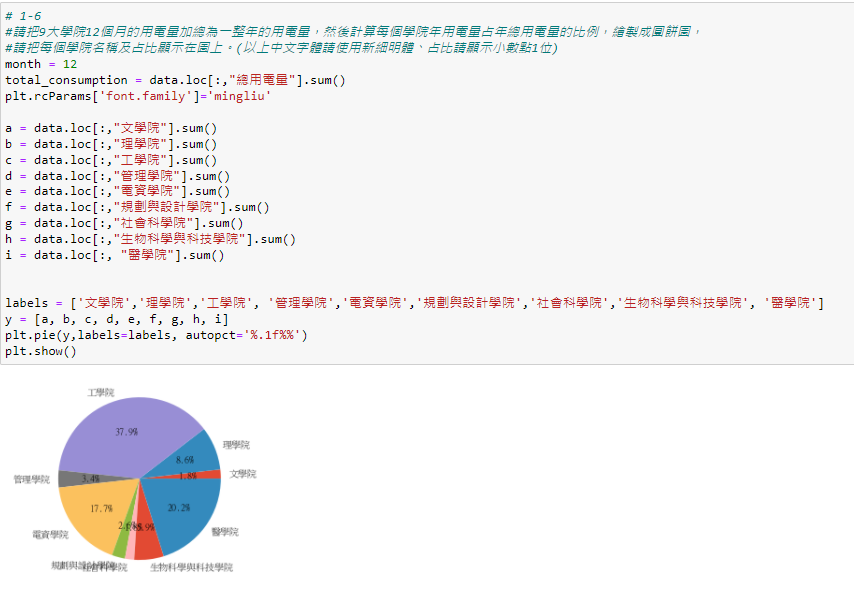 # 1-6
#請把9大學院12個月的用電量加總為一整年的用電量，然後計算每個學院年用電量占年總用電量的比例，繪製成圓餅圖，
#請把每個學院名稱及占比顯示在圖上。(以上中文字體請使用新細明體、占比請顯示小數點1位)
month = 12
total_consumption = data.loc[:,"總用電量"].sum()
plt.rcParams['font.family']='mingliu'
a = data.loc[:,"文學院"].sum()
b = data.loc[:,"理學院"].sum()
c = data.loc[:,"工學院"].sum()
d = data.loc[:,"管理學院"].sum()
e = data.loc[:,"電資學院"].sum()
f = data.loc[:,"規劃與設計學院"].sum()
g = data.loc[:,"社會科學院"].sum()
h = data.loc[:,"生物科學與科技學院"].sum()
i = data.loc[:, "醫學院"].sum()
labels = ['文學院','理學院','工學院', '管理學院','電資學院','規劃與設計學院','社會科學院','生物科學與科技學院', '醫學院']
y = [a, b, c, d, e, f, g, h, i]
plt.pie(y,labels=labels, autopct='%.1f%%')
plt.show()
工學院
37.9%
理學院
8.6%
文學院
1.8%
管理學院
3.4%
17.7%
20.2%
電資學院
醫學院
規劃與設計學院
社會科學院
生物科學與科技學院